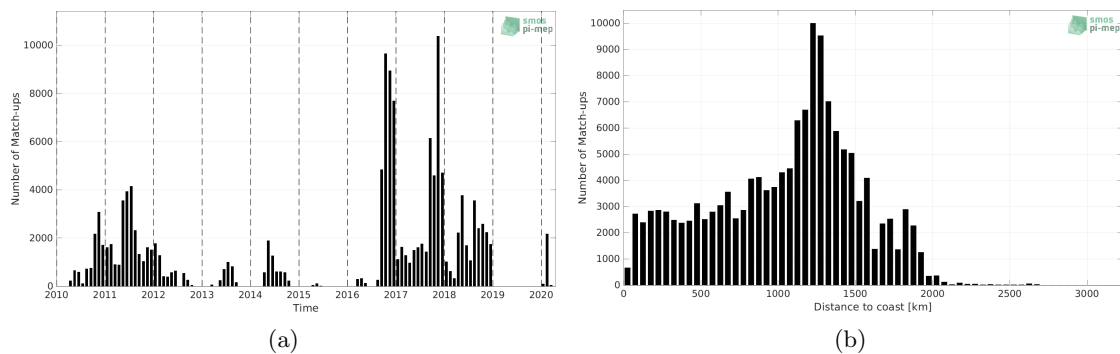 smos
pi-mep
10000
8000
6000
4000
2000
0
Number of Match-ups
2010 2011 2012 2013 2014 2015 2016 2017 2018 2019 2020
Time
(a)
smos
pi-mep
10000
9000
8000
7000
6000
5000
4000
3000
2000
1000
0
Number of Match-ups
0 500 1000 1500 2000 2500 3000
Distance to coast [km]
(b)